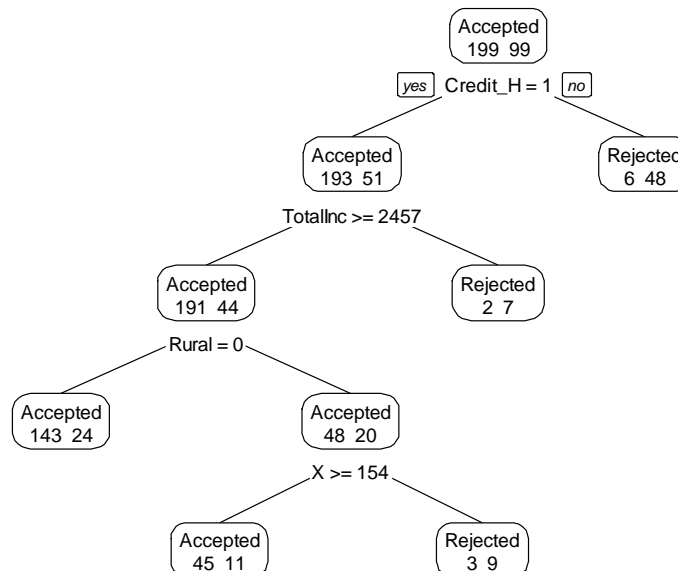 Accepted
199 99
yes Credit_H = 1 no
Accepted
193 51
Rejected
6 48
TotalInc >= 2457
Accepted
191 44
Rejected
2 7
Rural = 0
Accepted
143 24
Accepted
48 20
X >= 154
Accepted
45 11
Rejected
3 9